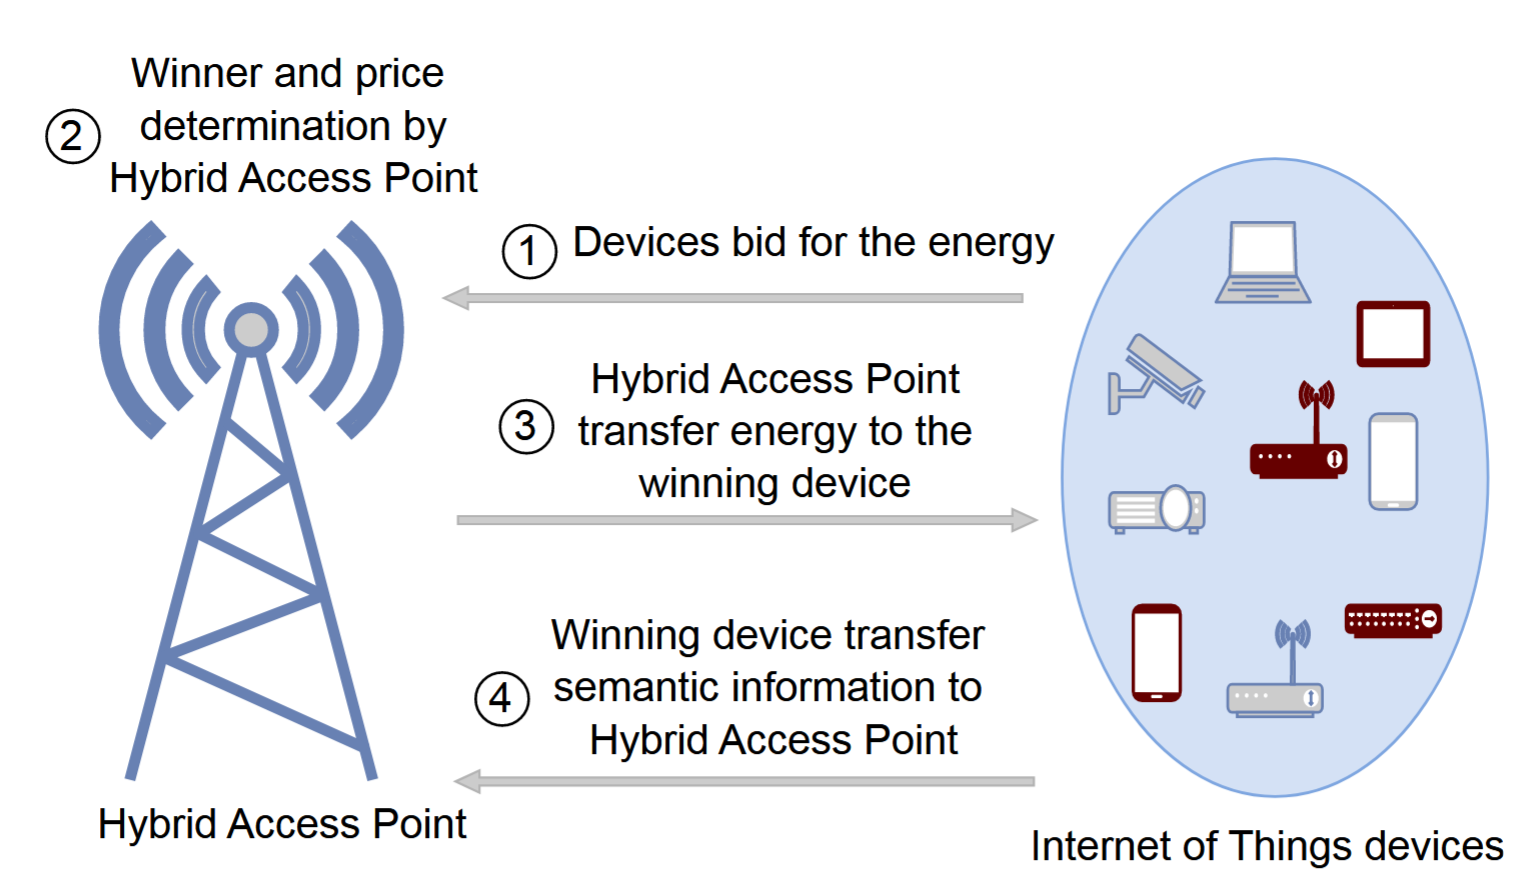 Winner and price
② determination by
Hybrid Access Point
① Devices bid for the energy
Hybrid Access Point
③ transfer energy to the
winning device
Winning device transfer
④ semantic information to
Hybrid Access Point
Hybrid Access Point
Internet of Things devices